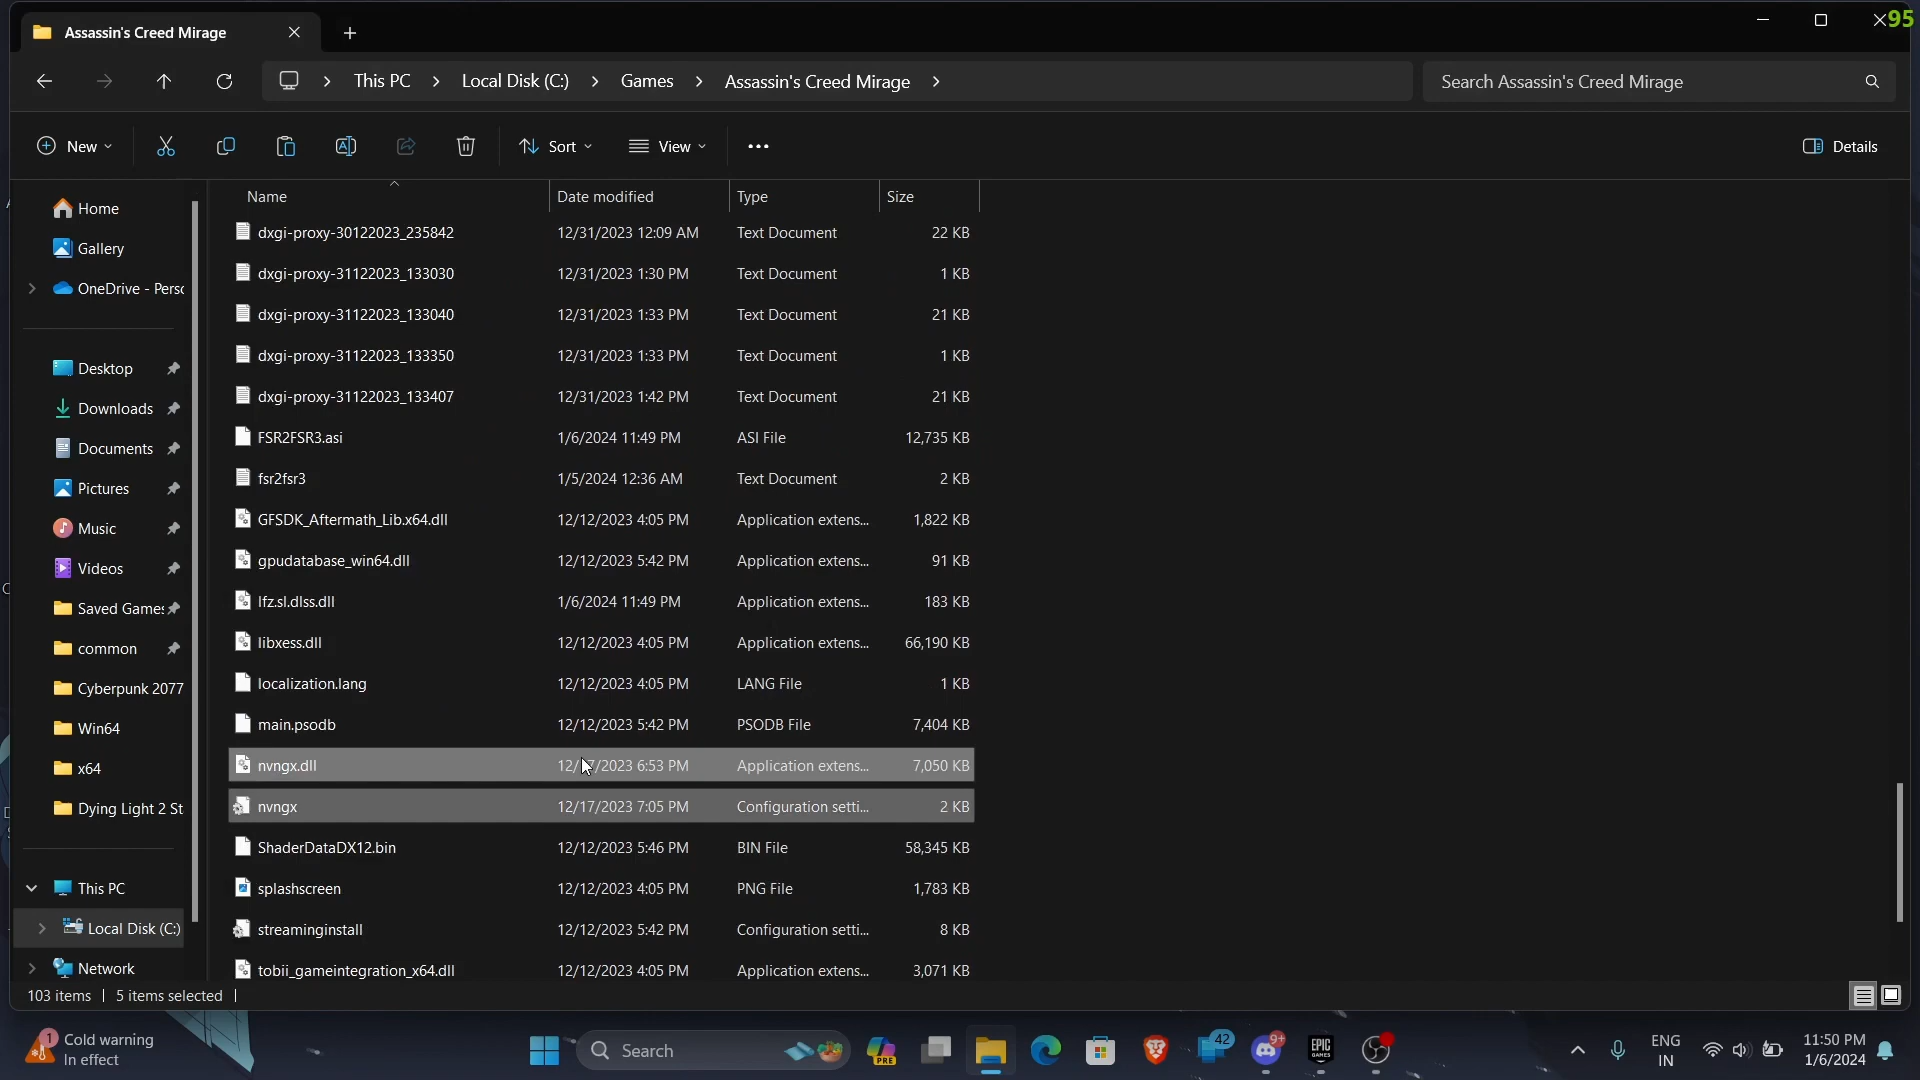 Assassin's Creed Mirage
95
This PC
Local Disk (C:)
Games
Assassin's Creed Mirage
Search Assassin's Creed Mirage
New
Sort
View
Details
Name
Date modified
Type
Size
Home
Gallery
OneDrive - Perso
Desktop
Downloads
Documents
Pictures
Music
Videos
Saved Games
common
Cyberpunk 2077
Win64
x64
Dying Light 2 St
This PC
Local Disk (C:)
Network
dxgi-proxy-30122023_235842 12/31/2023 12:09 AM Text Document 22 KB
dxgi-proxy-31122023_133030 12/31/2023 1:30 PM Text Document 1 KB
dxgi-proxy-31122023_133040 12/31/2023 1:33 PM Text Document 21 KB
dxgi-proxy-31122023_133350 12/31/2023 1:33 PM Text Document 1 KB
dxgi-proxy-31122023_133407 12/31/2023 1:42 PM Text Document 21 KB
FSR2FSR3.asi 1/6/2024 11:49 PM ASI File 12,735 KB
fsr2fsr3 1/5/2024 12:36 AM Text Document 2 KB
GFSDK_Aftermath_Lib.x64.dll 12/12/2023 4:05 PM Application extens... 1,822 KB
gpudatabase_win64.dll 12/12/2023 5:42 PM Application extens... 91 KB
lfz.sl.dlss.dll 1/6/2024 11:49 PM Application extens... 183 KB
libxess.dll 12/12/2023 4:05 PM Application extens... 66,190 KB
localization.lang 12/12/2023 4:05 PM LANG File 1 KB
main.psodb 12/12/2023 5:42 PM PSODB File 7,404 KB
nvngx.dll 12/17/2023 6:53 PM Application extens... 7,050 KB
nvngx 12/17/2023 7:05 PM Configuration setti... 2 KB
ShaderDataDX12.bin 12/12/2023 5:46 PM BIN File 58,345 KB
splashscreen 12/12/2023 4:05 PM PNG File 1,783 KB
streaminginstall 12/12/2023 5:42 PM Configuration setti... 8 KB
tobii_gameintegration_x64.dll 12/12/2023 4:05 PM Application extens... 3,071 KB
103 items
5 items selected
1
Cold warning
In effect
Search
PRE
42
9+
EPIC
GAMES
ENG
IN
11:50 PM
1/6/2024